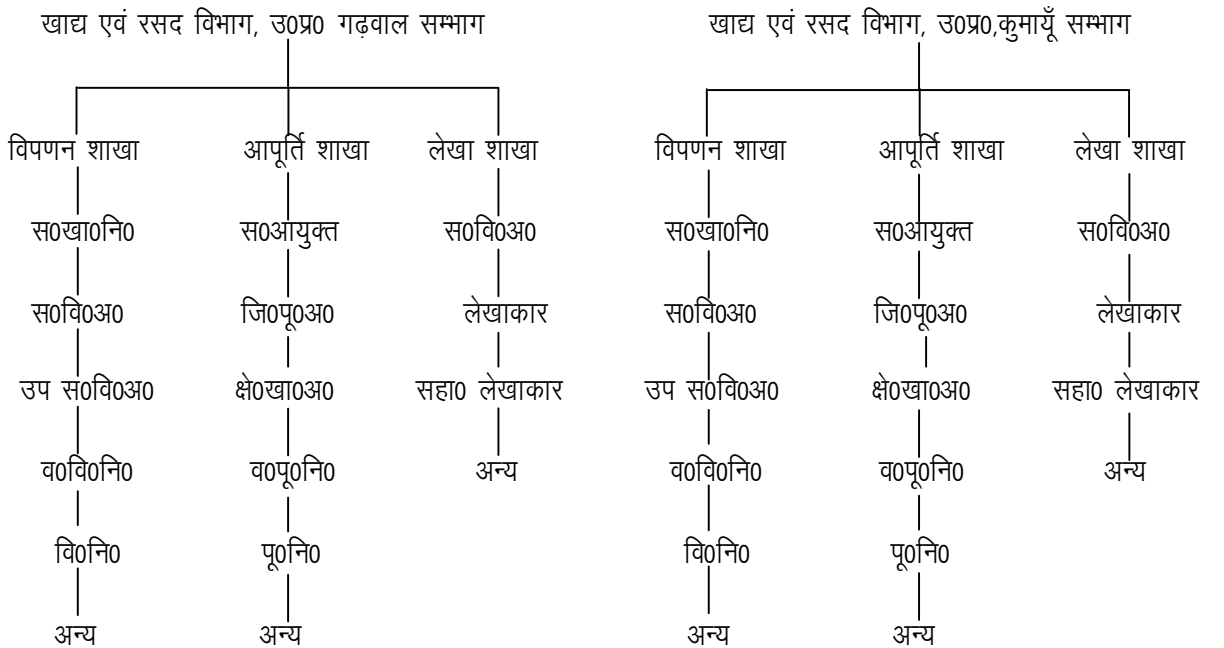 खाद्य एवं रसद विभाग, उ0प्र0 गढ़वाल सम्भाग
विपणन शाखा आपूर्ति शाखा लेखा शाखा
स0खा0नि0 स0आयुक्त स0वि0अ0
स0वि0अ0 जि0पू0अ0 लेखाकार
उप स0वि0अ0 क्षे0खा0अ0 सहा0 लेखाकार
व0वि0नि0 व0पू0नि0 अन्य
वि0नि0 पू0नि0
अन्य अन्य
खाद्य एवं रसद विभाग, उ0प्र0,कुमायूँ सम्भाग
विपणन शाखा आपूर्ति शाखा लेखा शाखा
स0खा0नि0 स0आयुक्त स0वि0अ0
स0वि0अ0 जि0पू0अ0 लेखाकार
उप स0वि0अ0 क्षे0खा0अ0 सहा0 लेखाकार
व0वि0नि0 व0पू0नि0 अन्य
वि0नि0 पू0नि0
अन्य अन्य